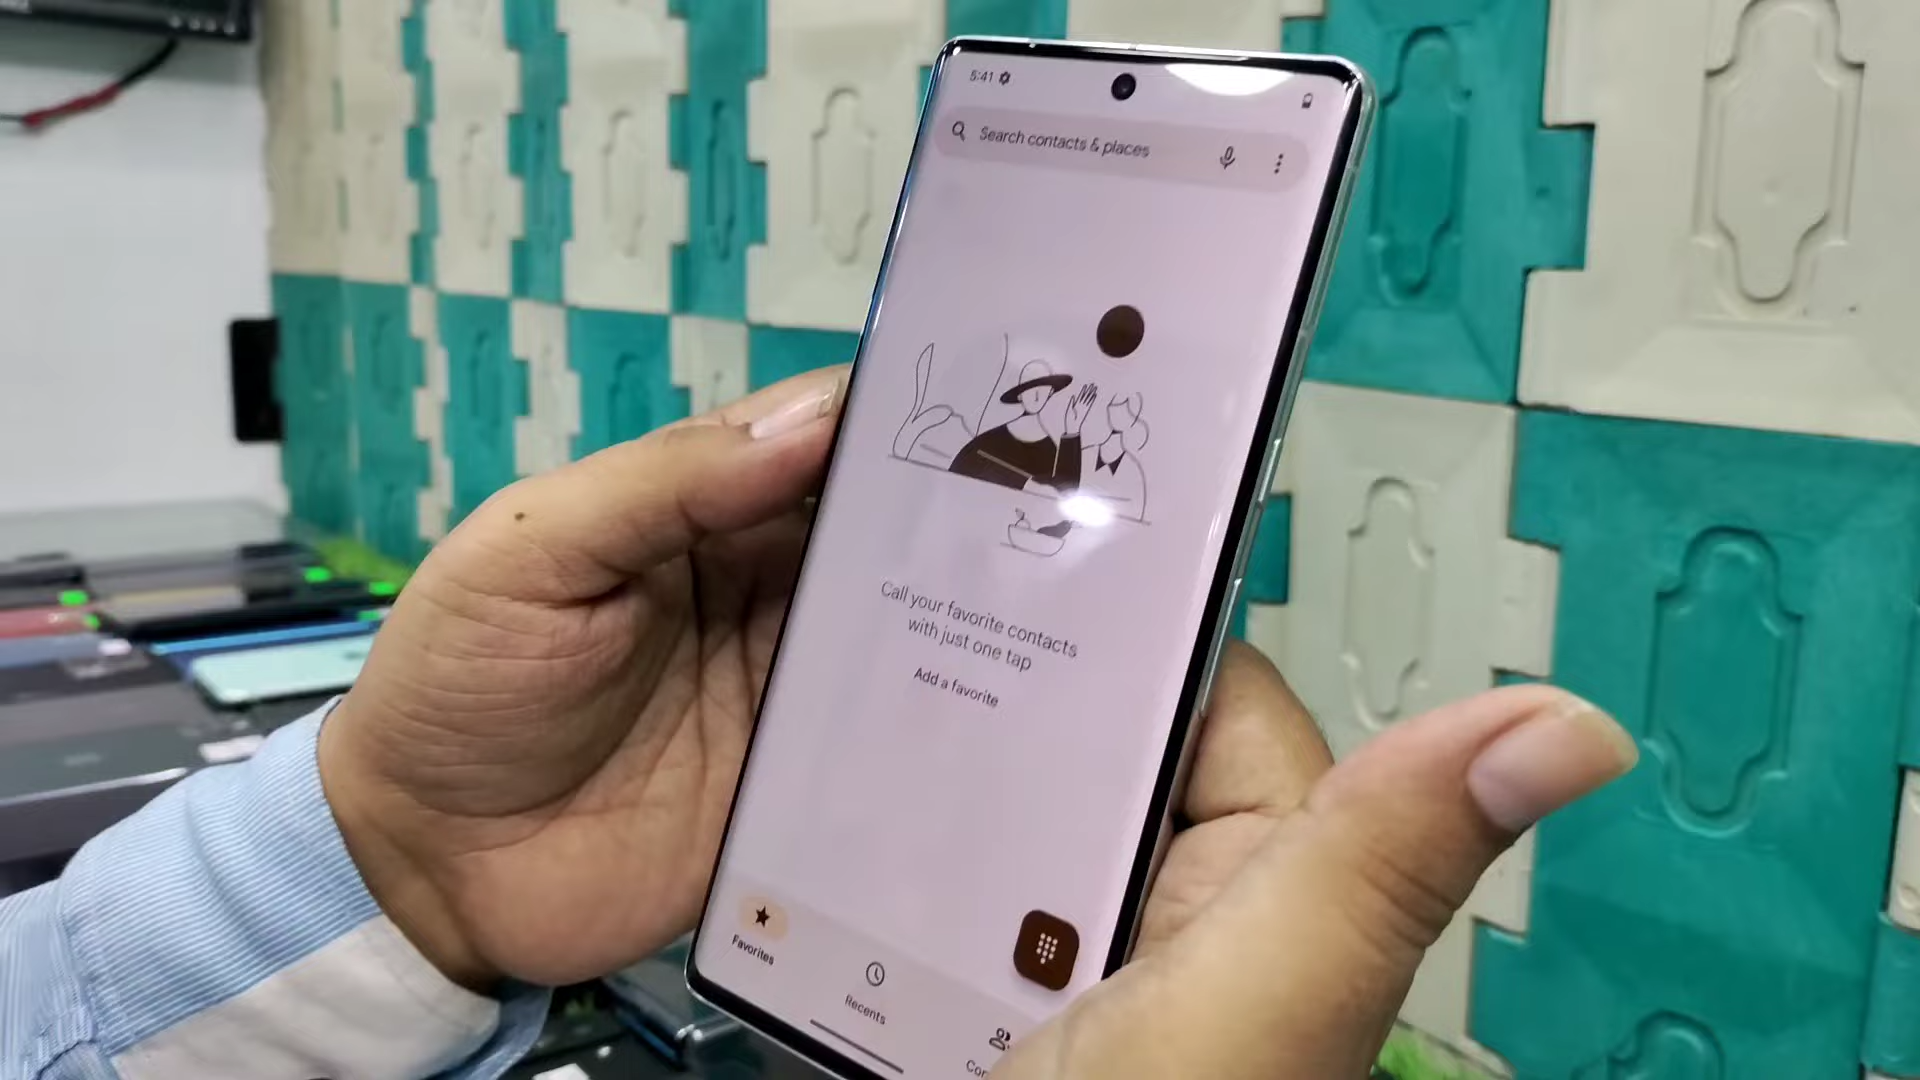 5:41
Search contacts & places
Call your favorite contacts
with just one tap
Add a favorite
Favorites
Recents